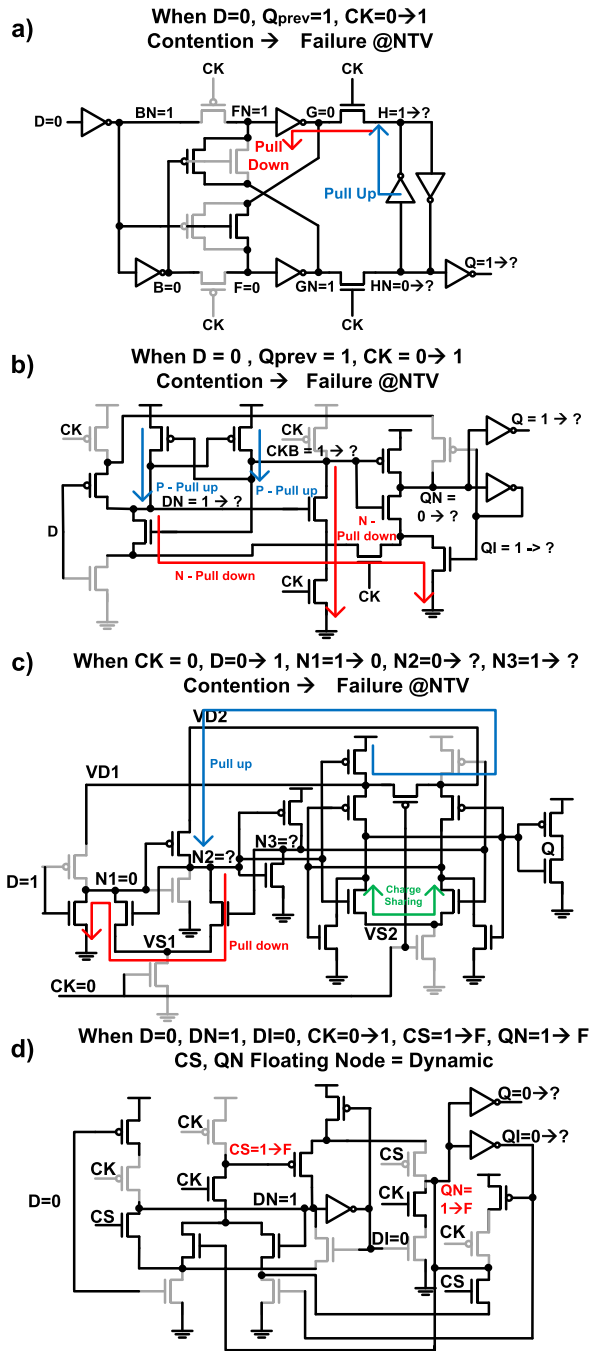 a)
When D=0, Qprev=1, CK=0→1
Contention → Failure @NTV
CK
CK
D=0
BN=1
FN=1
G=0
H=1→?
Pull
Down
Pull Up
B=0
F=0
GN=1
HN=0→?
Q=1→?
CK
CK
b)
When D = 0 , Qprev = 1, CK = 0→ 1
Contention → Failure @NTV
CK
CK
CKB = 1→ ?
Q = 1→ ?
P - Pull up
P - Pull up
DN = 1→ ?
QN =
0→ ?
D
N -
Pull down
QI = 1 -> ?
N - Pull down
CK
CK
c)
When CK = 0, D=0→ 1, N1=1→ 0, N2=0→ ?, N3=1→ ?
Contention → Failure @NTV
VD2
VD1
Pull up
N2=?
N3=?
Q
D=1
N1=0
Charge
Sharing
VS1
Pull down
VS2
CK=0
d)
When D=0, DN=1, DI=0, CK=0→1, CS=1→F, QN=1→ F
CS, QN Floating Node = Dynamic
Q=0→?
CK
CS=1→F
CS
QI=0→?
CK
CK
CK
D=0
DN=1
QN=
1→F
CS
DI=0
CK
CS